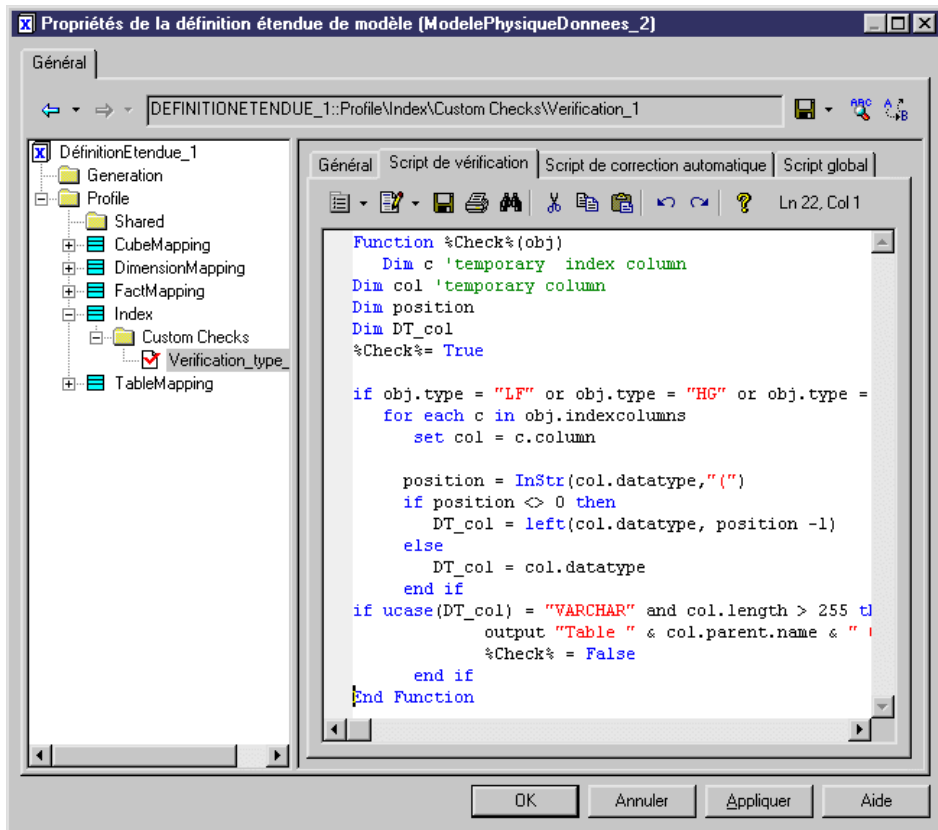 Propriétés de la définition étendue de modèle (ModelePhysiqueDonnees_2)
Général
DEFINITIONETENDUE_1::Profile\Index\Custom Checks\Verification_1
DéfinitionEtendue_1
Generation
Profile
Shared
CubeMapping
DimensionMapping
FactMapping
Index
Custom Checks
Verification_type_
TableMapping
Général Script de vérification Script de correction automatique Script global
Ln 22, Col 1
Function %Check%(obj)
Dim c 'temporary index column
Dim col 'temporary column
Dim position
Dim DT_col
%Check%= True
if obj.type = "LF" or obj.type = "HG" or obj.type =
for each c in obj.indexcolumns
set col = c.column
position = InStr(col.datatype,"(")
if position <> 0 then
DT_col = left(col.datatype, position -1)
else
DT_col = col.datatype
end if
if ucase(DT_col) = "VARCHAR" and col.length > 255
output "Table " & col.parent.name & "
%Check% = False
end if
End Function
OK Annuler Appliquer Aide